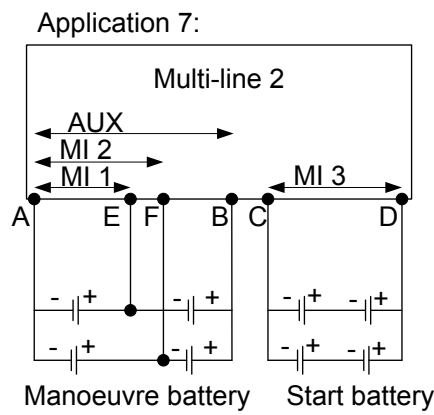 Application 7:
Multi-line 2
AUX
MI 2
MI 1
MI 3
A E F B C D
- + - + - + - +
- + - + - + - +
Manoeuvre battery Start battery